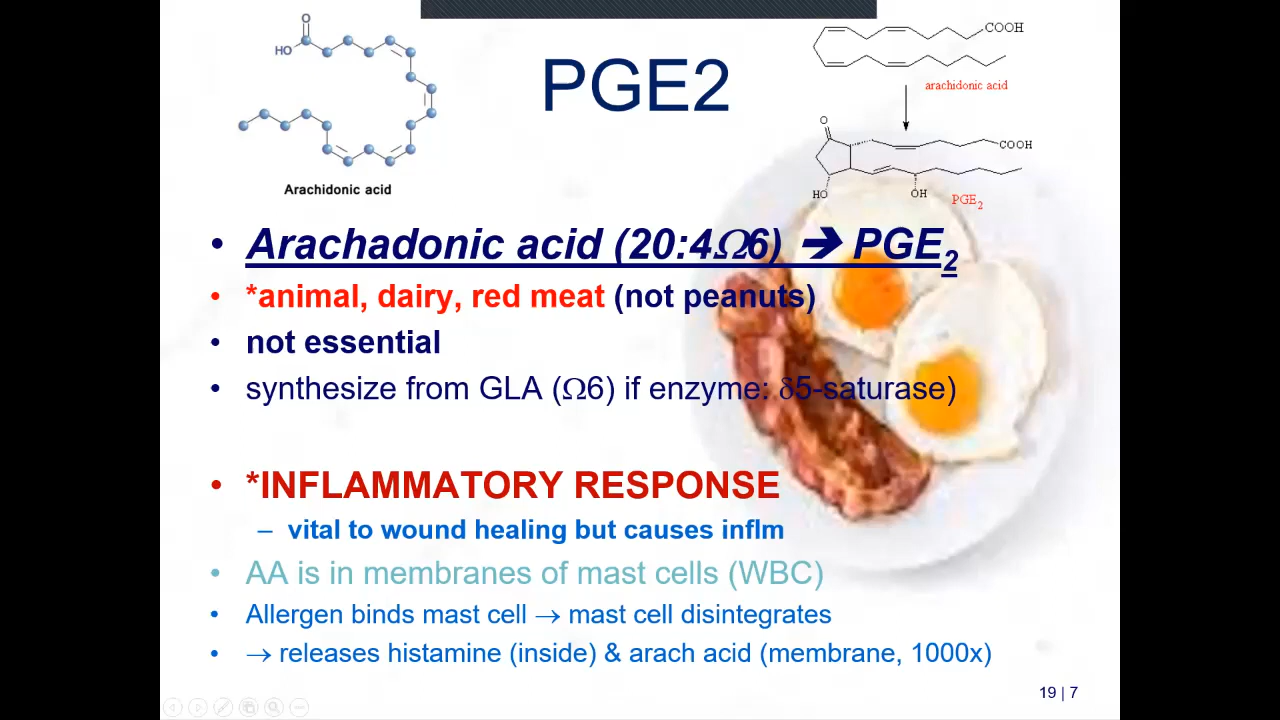 O
HO
Arachidonic acid
PGE2
COOH
arachidonic acid
O
COOH
HO
OH
PGE2
• Arachadonic acid (20:4Ω6) ➔ PGE2
• *animal, dairy, red meat (not peanuts)
• not essential
• synthesize from GLA (Ω6) if enzyme: δ5-saturase)
• *INFLAMMATORY RESPONSE
– vital to wound healing but causes inflm
• AA is in membranes of mast cells (WBC)
• Allergen binds mast cell → mast cell disintegrates
• → releases histamine (inside) & arach acid (membrane, 1000x)
19 | 7